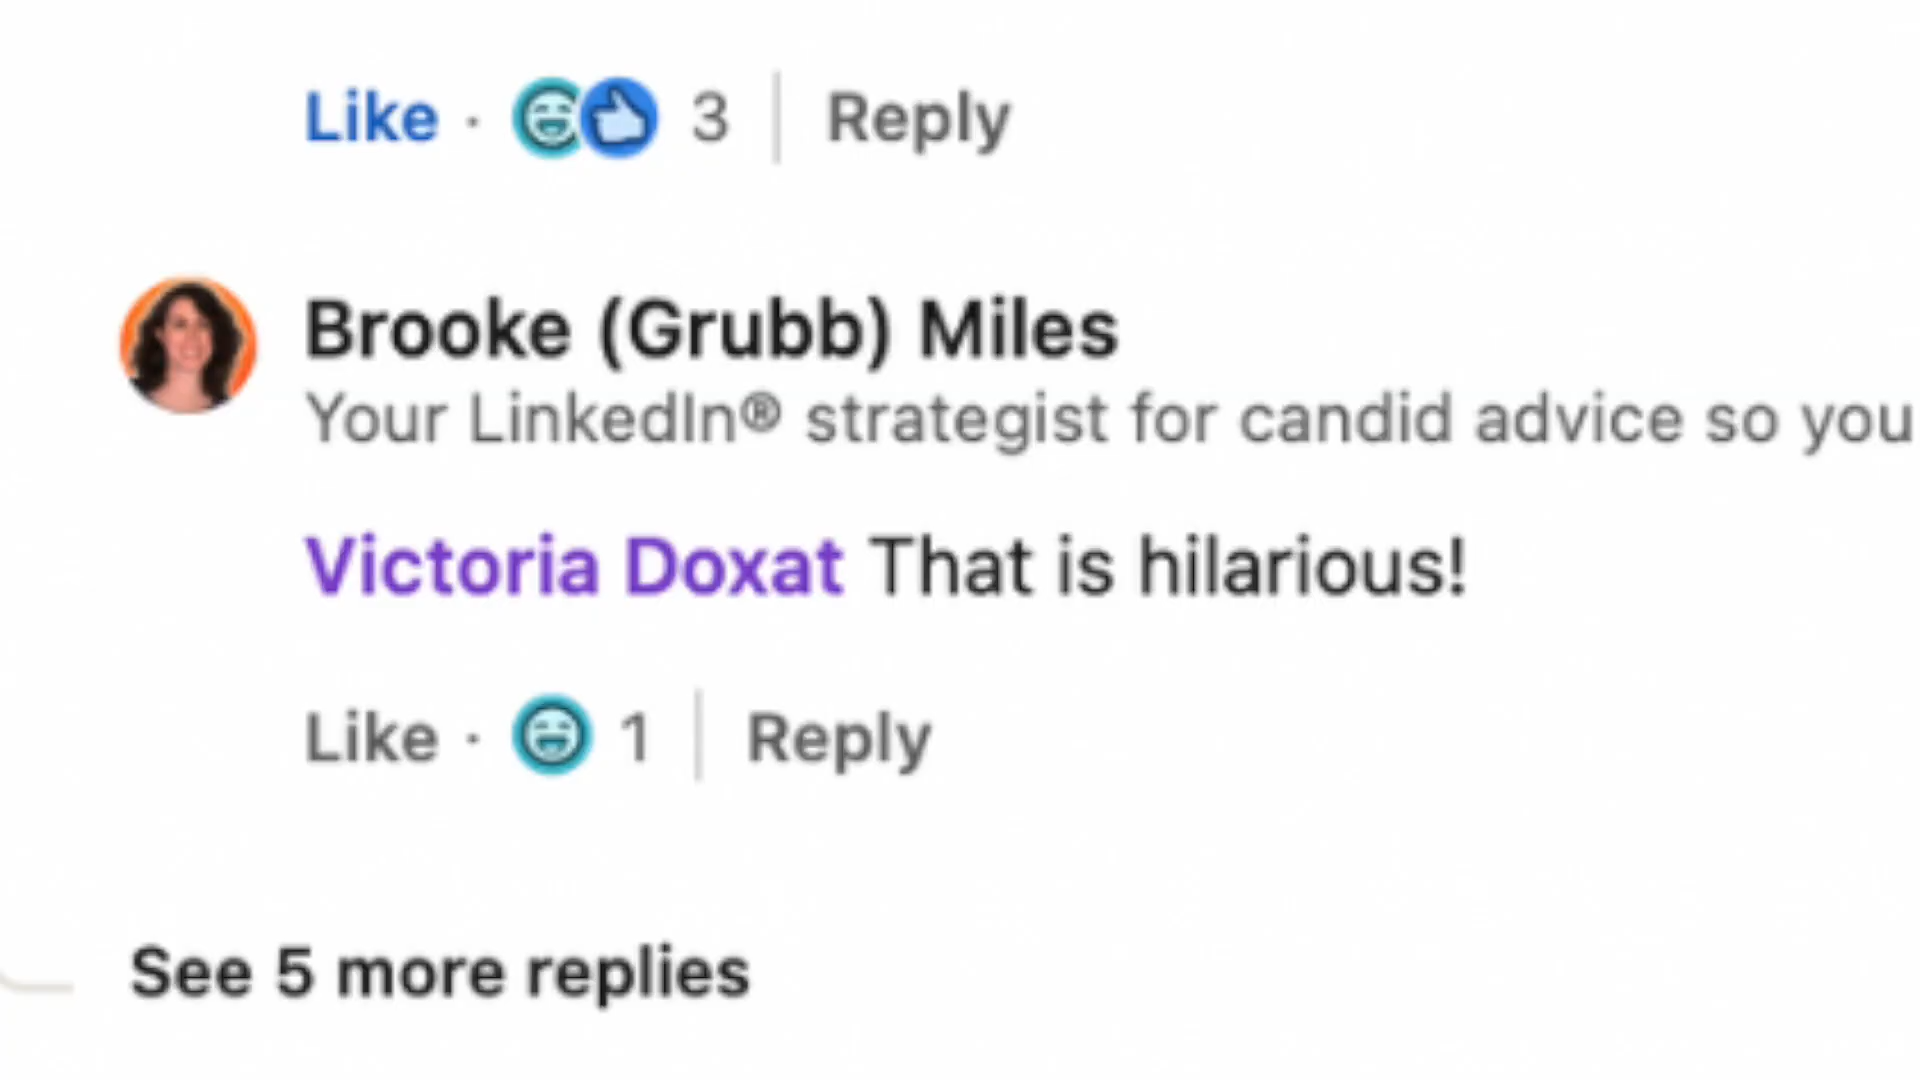 Like · 3 Reply
Brooke (Grubb) Miles
Your LinkedIn® strategist for candid advice so you
Victoria Doxat That is hilarious!
Like · 1 Reply
See 5 more replies